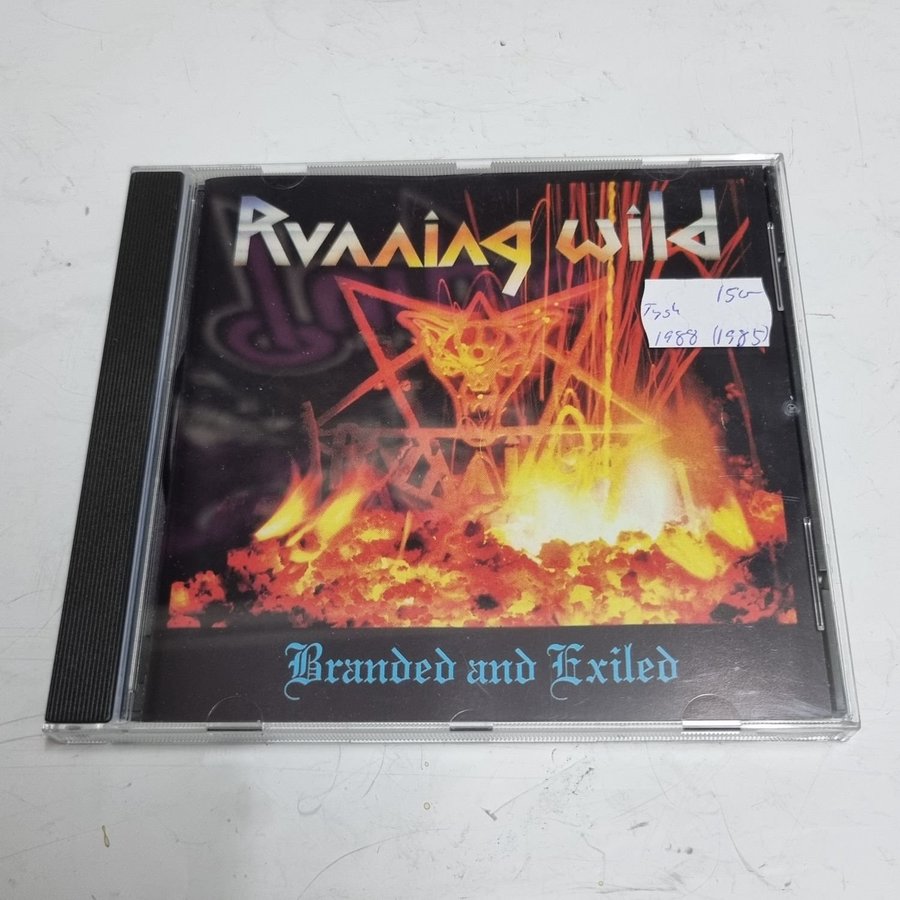 Running Wild
150-
Tysk
1988 (1985)
Branded and Exiled